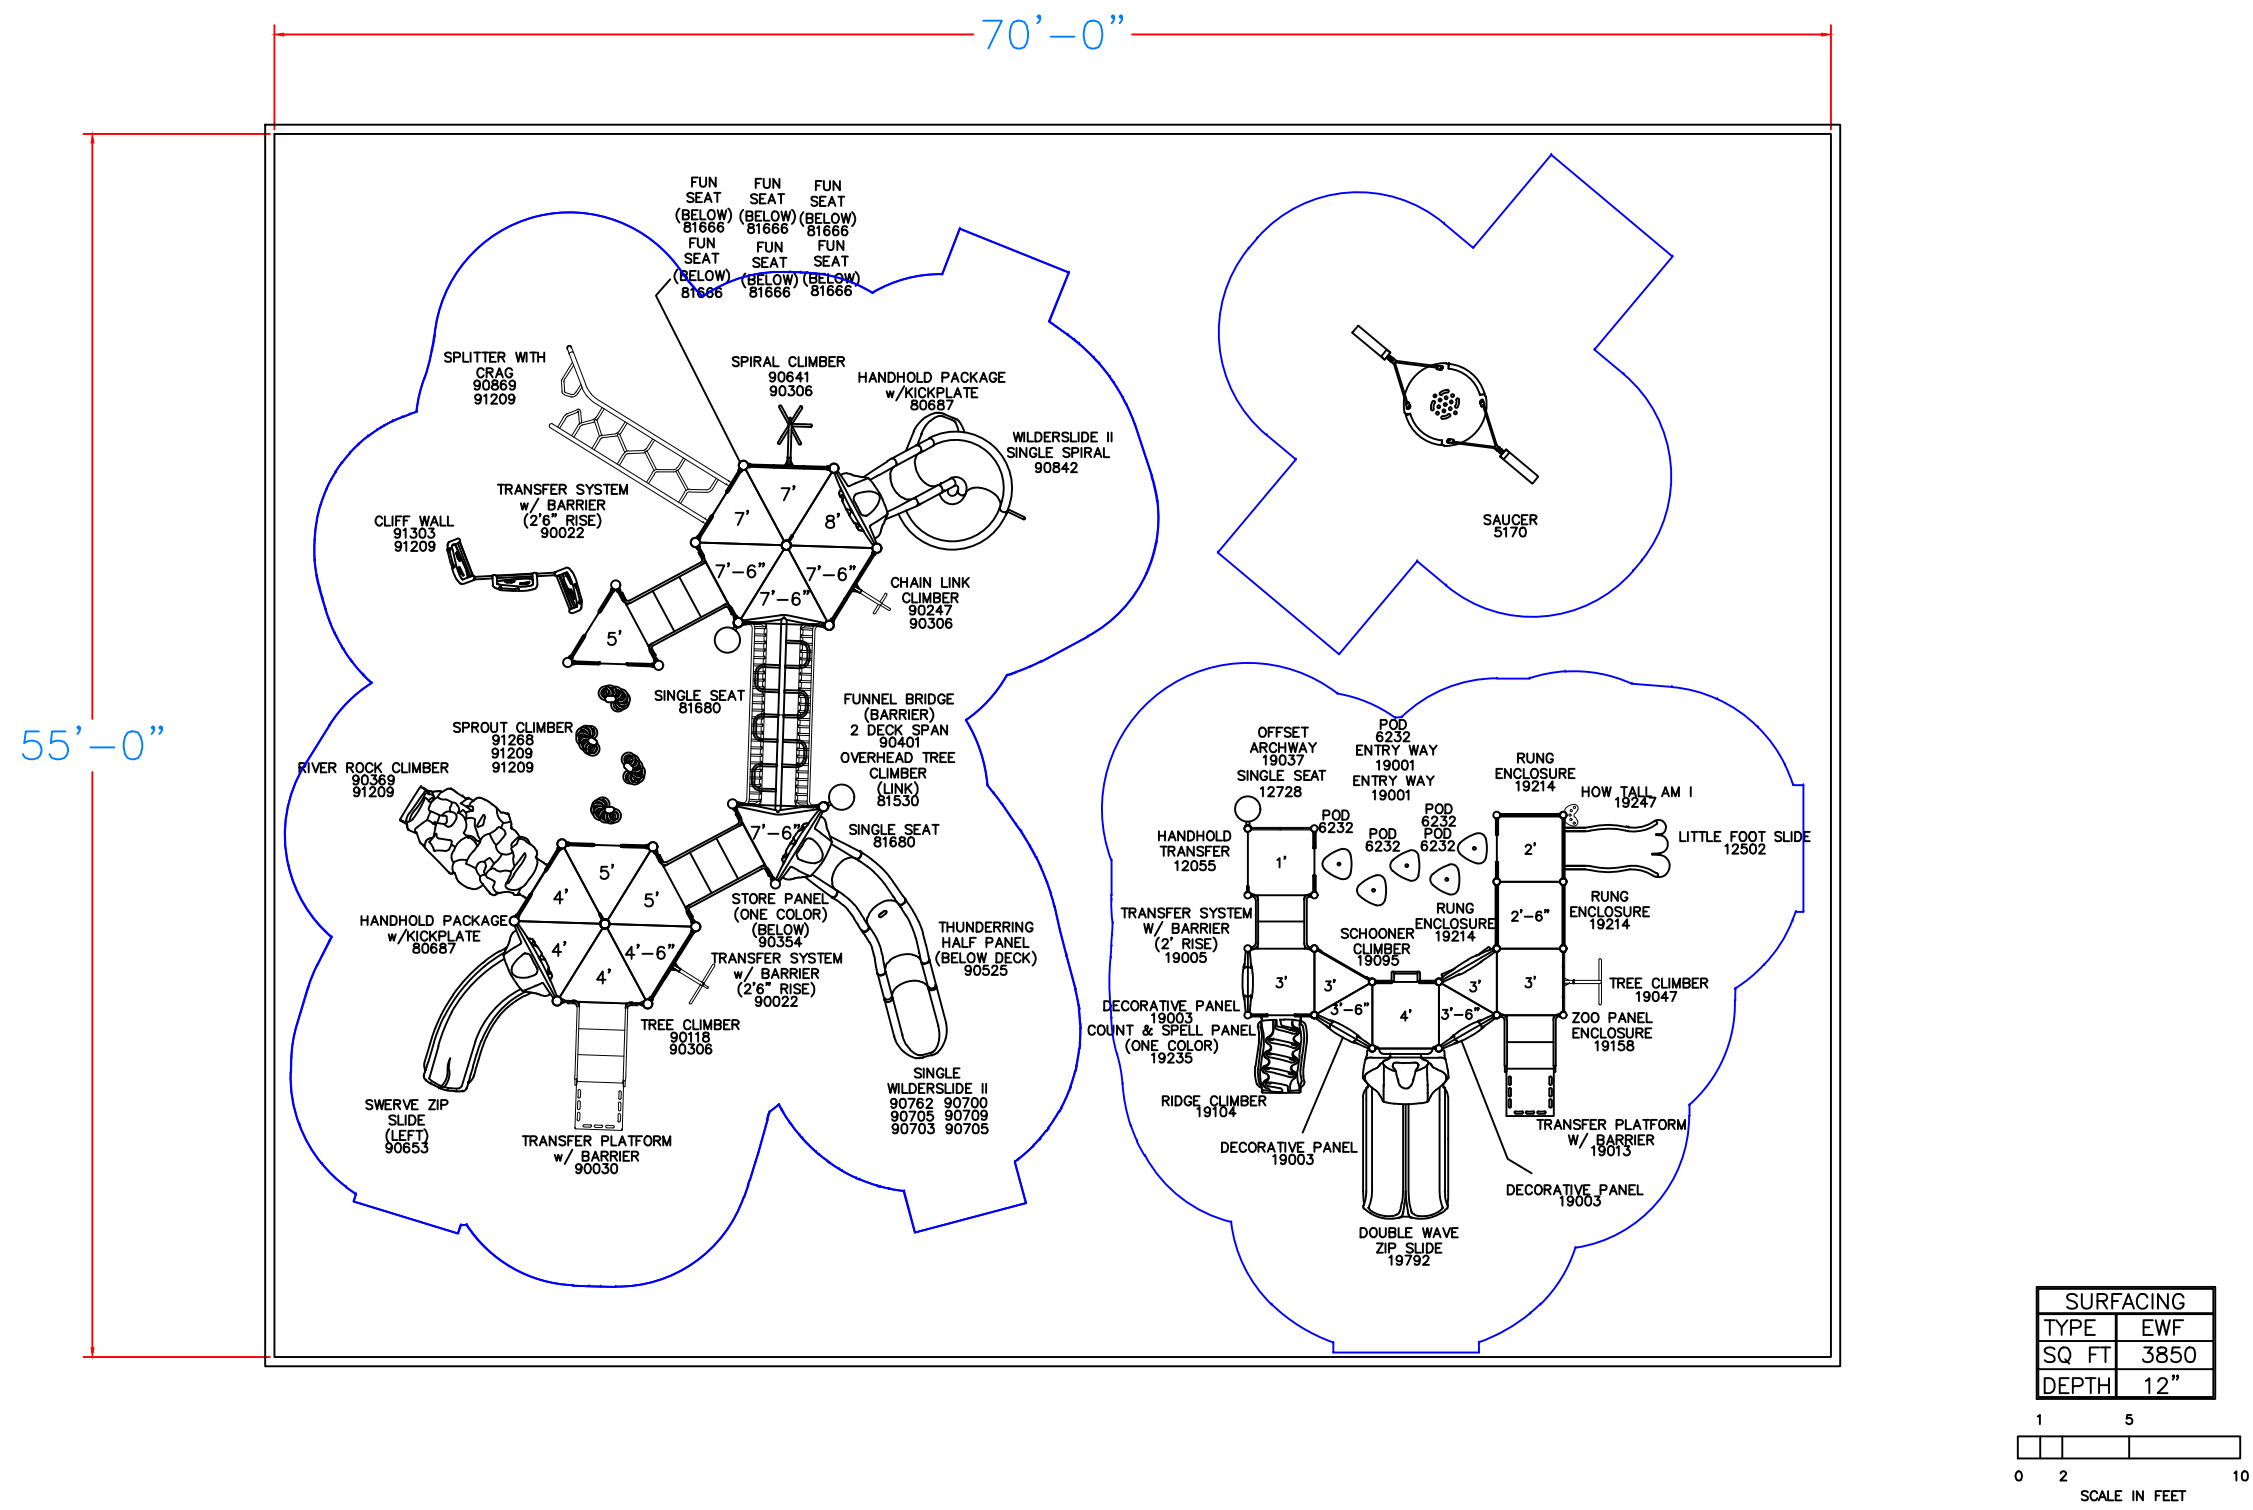 70'-0"
55'-0"
FUN
SEAT
(BELOW)
81666
FUN
SEAT
(BELOW)
81666
FUN
SEAT
(BELOW)
81666
FUN
SEAT
(BELOW)
81666
FUN
SEAT
(BELOW)
81666
FUN
SEAT
(BELOW)
81666
SPLITTER WITH
CRAG
90869
91209
SPIRAL CLIMBER
90641
90306
HANDHOLD PACKAGE
w/KICKPLATE
80687
WILDERSLIDE II
SINGLE SPIRAL
90842
TRANSFER SYSTEM
w/ BARRIER
(2'6" RISE)
90022
CLIFF WALL
91303
91209
7'
7'
8'
7'-6"
7'-6"
7'-6"
CHAIN LINK
CLIMBER
90247
90306
5'
SINGLE SEAT
81680
FUNNEL BRIDGE
(BARRIER)
2 DECK SPAN
90401
OVERHEAD TREE
CLIMBER
(LINK)
81530
SPROUT CLIMBER
91268
91209
91209
RIVER ROCK CLIMBER
90369
91209
7'-6"
SINGLE SEAT
81680
5'
4'
5'
4'
4'
4'-6"
HANDHOLD PACKAGE
w/KICKPLATE
80687
STORE PANEL
(ONE COLOR)
(BELOW)
90354
TRANSFER SYSTEM
w/ BARRIER
(2'6" RISE)
90022
THUNDERRING
HALF PANEL
(BELOW DECK)
90525
TREE CLIMBER
90118
90306
SINGLE
WILDERSLIDE II
90762 90700
90705 90709
90703 90705
SWERVE ZIP
SLIDE
(LEFT)
90653
TRANSFER PLATFORM
w/ BARRIER
90030
SAUCER
5170
OFFSET
ARCHWAY
19037
SINGLE SEAT
12728
POD
6232
ENTRY WAY
19001
ENTRY WAY
19001
RUNG
ENCLOSURE
19214
HOW TALL AM I
19247
LITTLE FOOT SLIDE
12502
HANDHOLD
TRANSFER
12055
POD
6232
POD
6232
POD
6232
POD
6232
1'
2'
2'-6"
RUNG
ENCLOSURE
19214
RUNG
ENCLOSURE
19214
TRANSFER SYSTEM
W/ BARRIER
(2' RISE)
19005
SCHOONER
CLIMBER
19095
3'
3'
3'-6"
4'
3'
3'-6"
3'
TREE CLIMBER
19047
DECORATIVE PANEL
19003
COUNT & SPELL PANEL
(ONE COLOR)
19235
ZOO PANEL
ENCLOSURE
19158
RIDGE CLIMBER
19104
DECORATIVE PANEL
19003
TRANSFER PLATFORM
W/ BARRIER
19013
DECORATIVE PANEL
19003
DOUBLE WAVE
ZIP SLIDE
19792
SURFACING
TYPE EWF
SQ FT 3850
DEPTH 12"
1 5
0 2 10
SCALE IN FEET